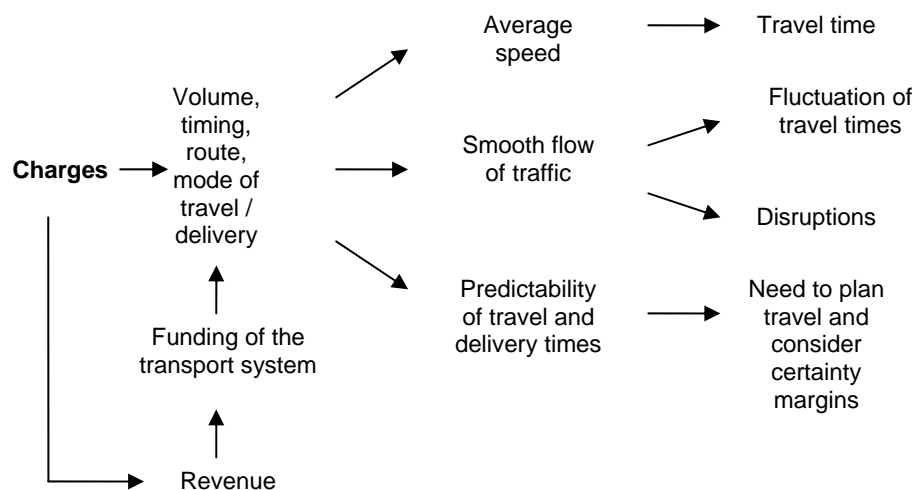 Charges
Volume,
timing,
route,
mode of
travel /
delivery
Funding of the
transport system
Revenue
Average
speed
Smooth flow
of traffic
Predictability
of travel and
delivery times
Travel time
Fluctuation of
travel times
Disruptions
Need to plan
travel and
consider
certainty
margins